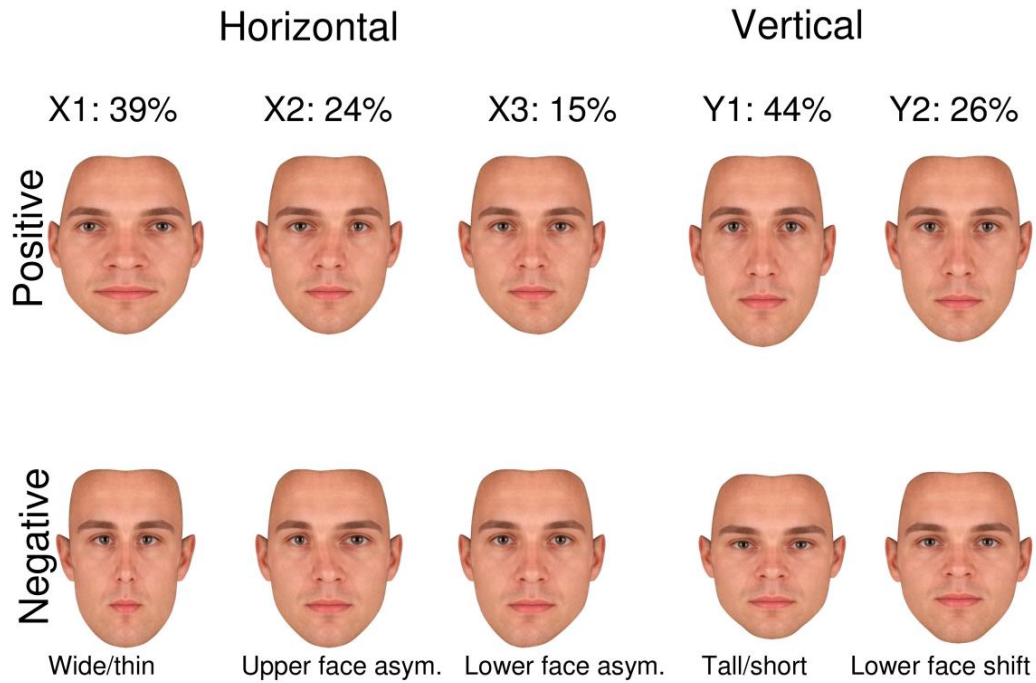 Horizontal Vertical
X1: 39% X2: 24% X3: 15% Y1: 44% Y2: 26%
Positive
Negative
Wide/thin Upper face asym. Lower face asym. Tall/short Lower face shift